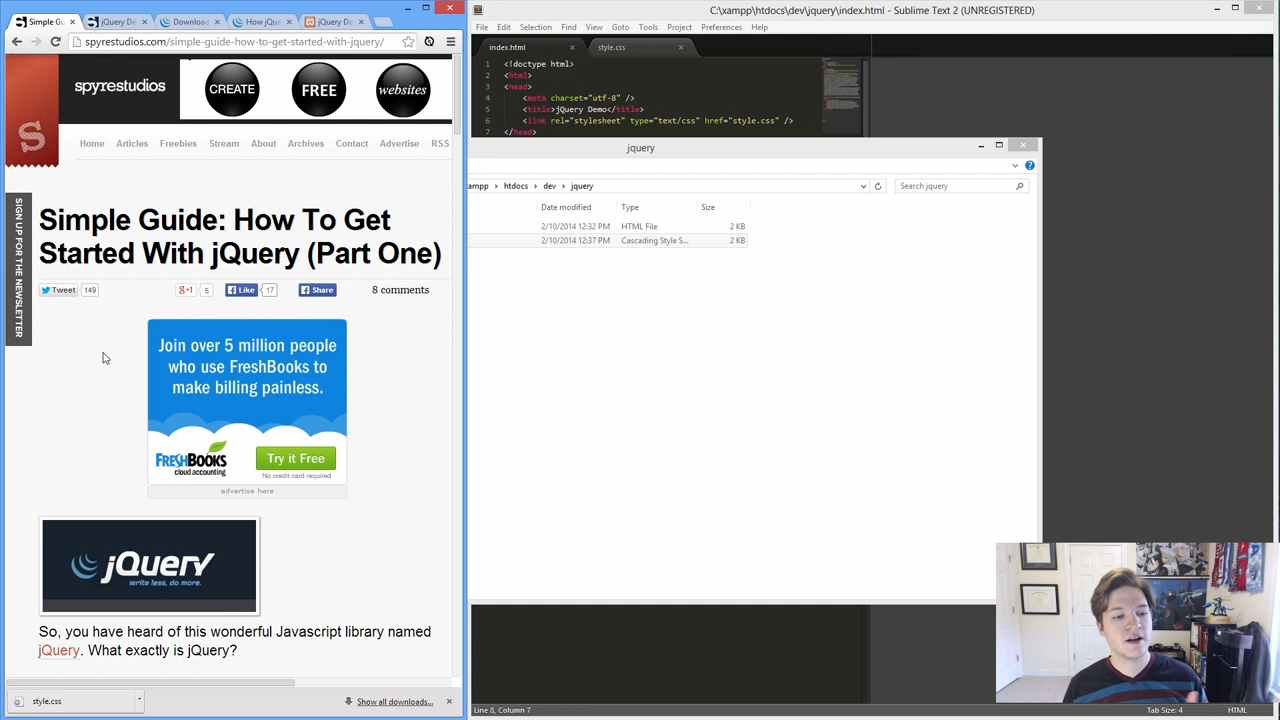 Simple Gu
jQuery De
Download
How jQue
jQuery De
spyrestudios.com/simple-guide-how-to-get-started-with-jquery/
spyrestudios
CREATE
FREE
websites
S
Home
Articles
Freebies
Stream
About
Archives
Contact
Advertise
RSS
SIGN UP FOR THE NEWSLETTER
Simple Guide: How To Get
Started With jQuery (Part One)
Tweet
149
g+1
5
Like
17
Share
8 comments
Join over 5 million people
who use FreshBooks to
make billing painless.
FRESHBOOKS
cloud accounting
Try it Free
No credit card required
advertise here
jQuery
write less, do more.
So, you have heard of this wonderful Javascript library named
jQuery. What exactly is jQuery?
style.css
Show all downloads...
C:\xampp\htdocs\dev\jquery\index.html - Sublime Text 2 (UNREGISTERED)
File
Edit
Selection
Find
View
Goto
Tools
Project
Preferences
Help
index.html
style.css
1 <!doctype html>
2 <html>
3 <head>
4 <meta charset="utf-8" />
5 <title>jQuery Demo</title>
6 <link rel="stylesheet" type="text/css" href="style.css" />
7 </head>
jquery
xampp
htdocs
dev
jquery
Search jquery
Date modified
Type
Size
2/10/2014 12:32 PM
HTML File
2 KB
2/10/2014 12:37 PM
Cascading Style S...
2 KB
Line 8, Column 7
Tab Size: 4
HTML